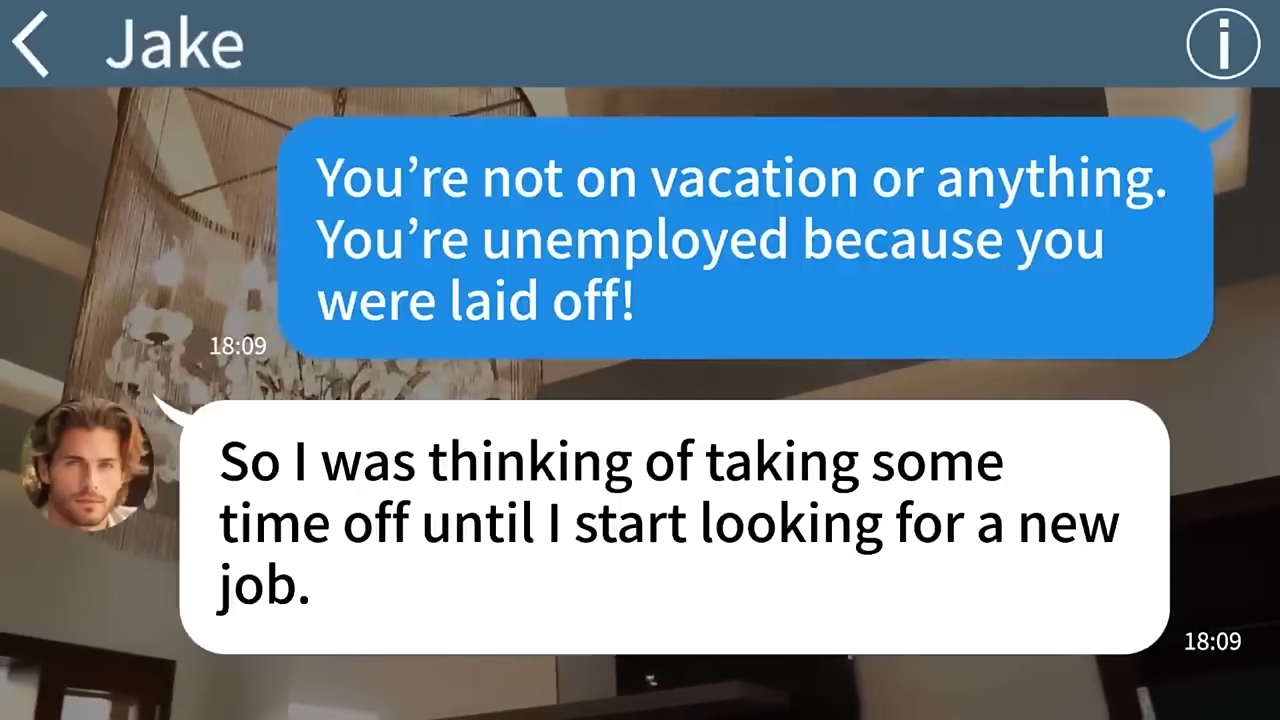 Jake
You’re not on vacation or anything.
You’re unemployed because you
were laid off!
18:09
So I was thinking of taking some
time off until I start looking for a new
job.
18:09